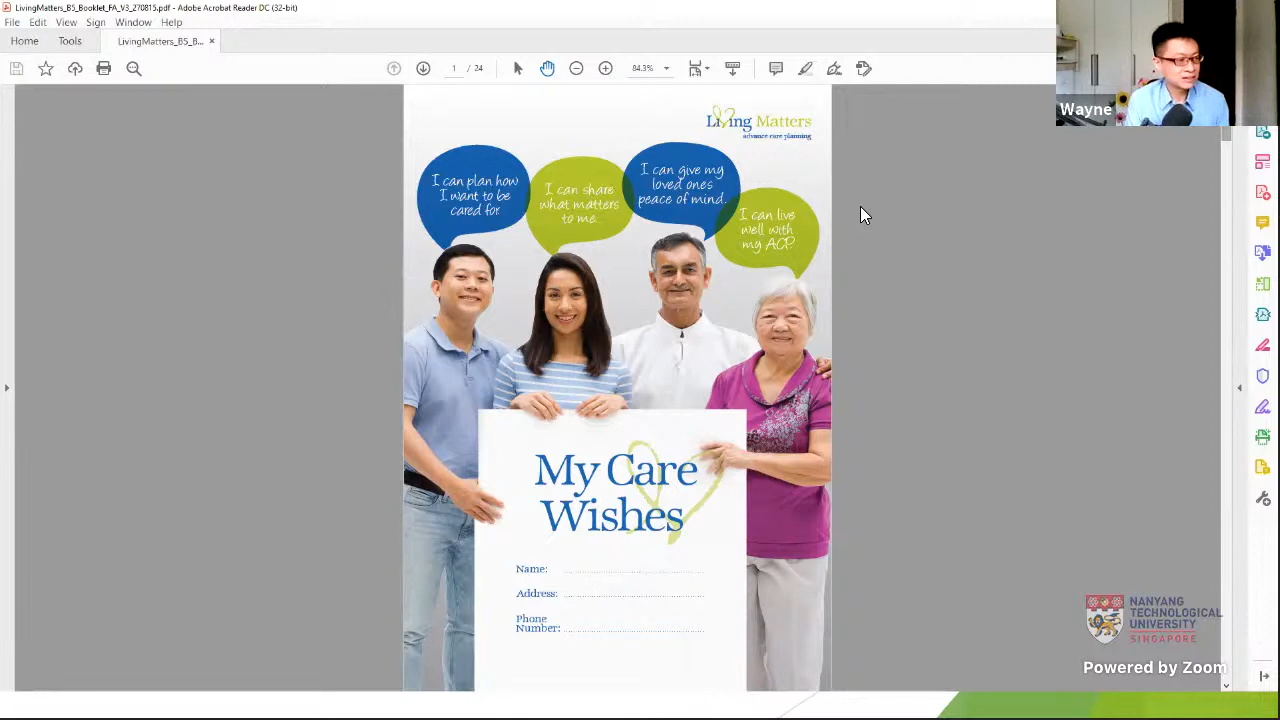 LivingMatters_B5_Booklet_FA_V3_270815.pdf - Adobe Acrobat Reader DC (32-bit)
File Edit View Sign Window Help
Home Tools LivingMatters_B5_B... ×
1 / 24 84.3%
Wayne
Living Matters
advance care planning
I can plan how
I want to be
cared for.
I can share
what matters
to me.
I can give my
loved ones
peace of mind.
I can live
well with
my ACP.
My Care
Wishes
Name:
Address:
Phone
Number:
NANYANG
TECHNOLOGICAL
UNIVERSITY
SINGAPORE
Powered by Zoom